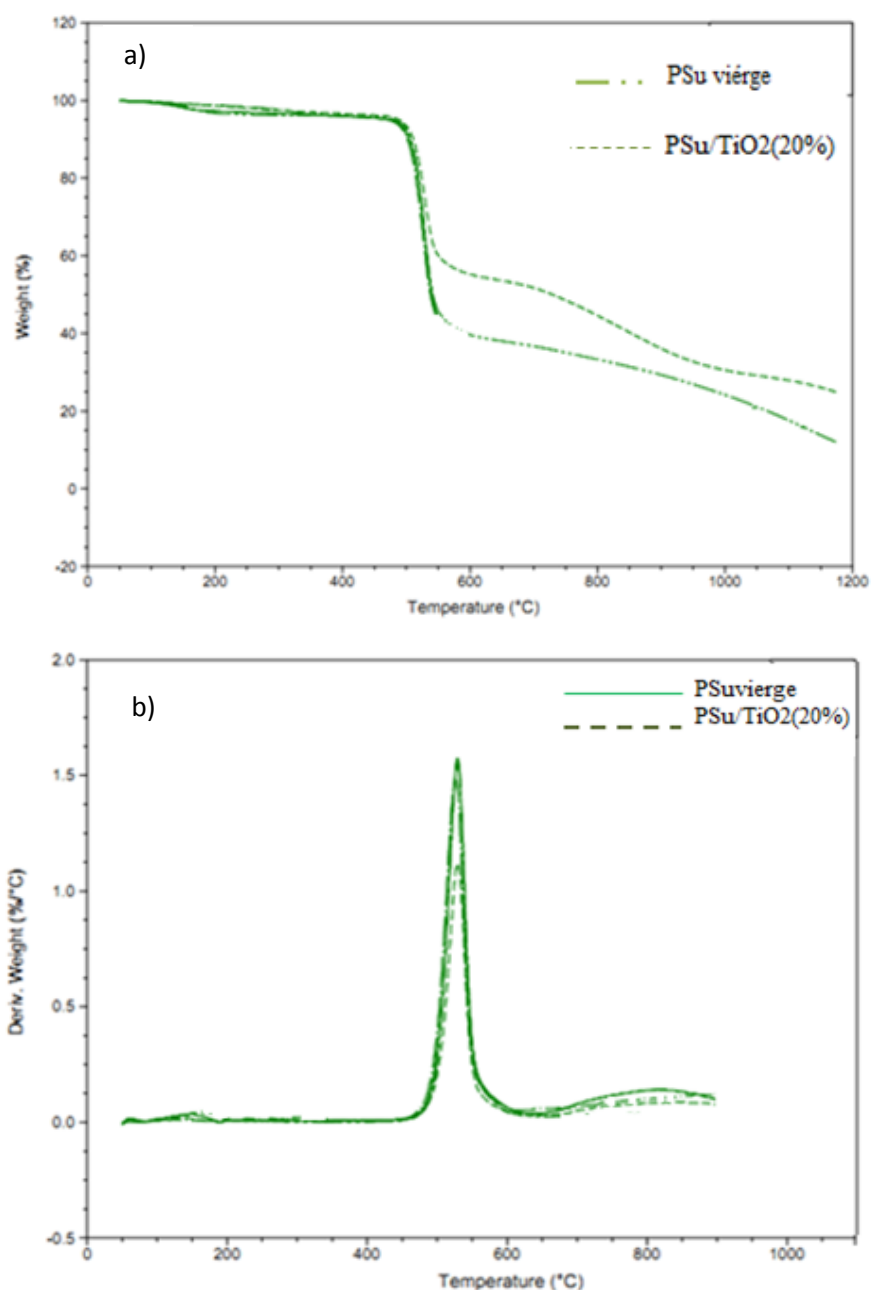 a)
PSu viérge
PSu/TiO2(20%)
120
100
80
60
40
20
0
-20
Weight (%)
0 200 400 600 800 1000 1200
Temperature (°C)
b)
PSuvierge
PSu/TiO2(20%)
2.0
1.5
1.0
0.5
0.0
-0.5
Deriv. Weight (%/°C)
0 200 400 600 800 1000
Temperature (°C)